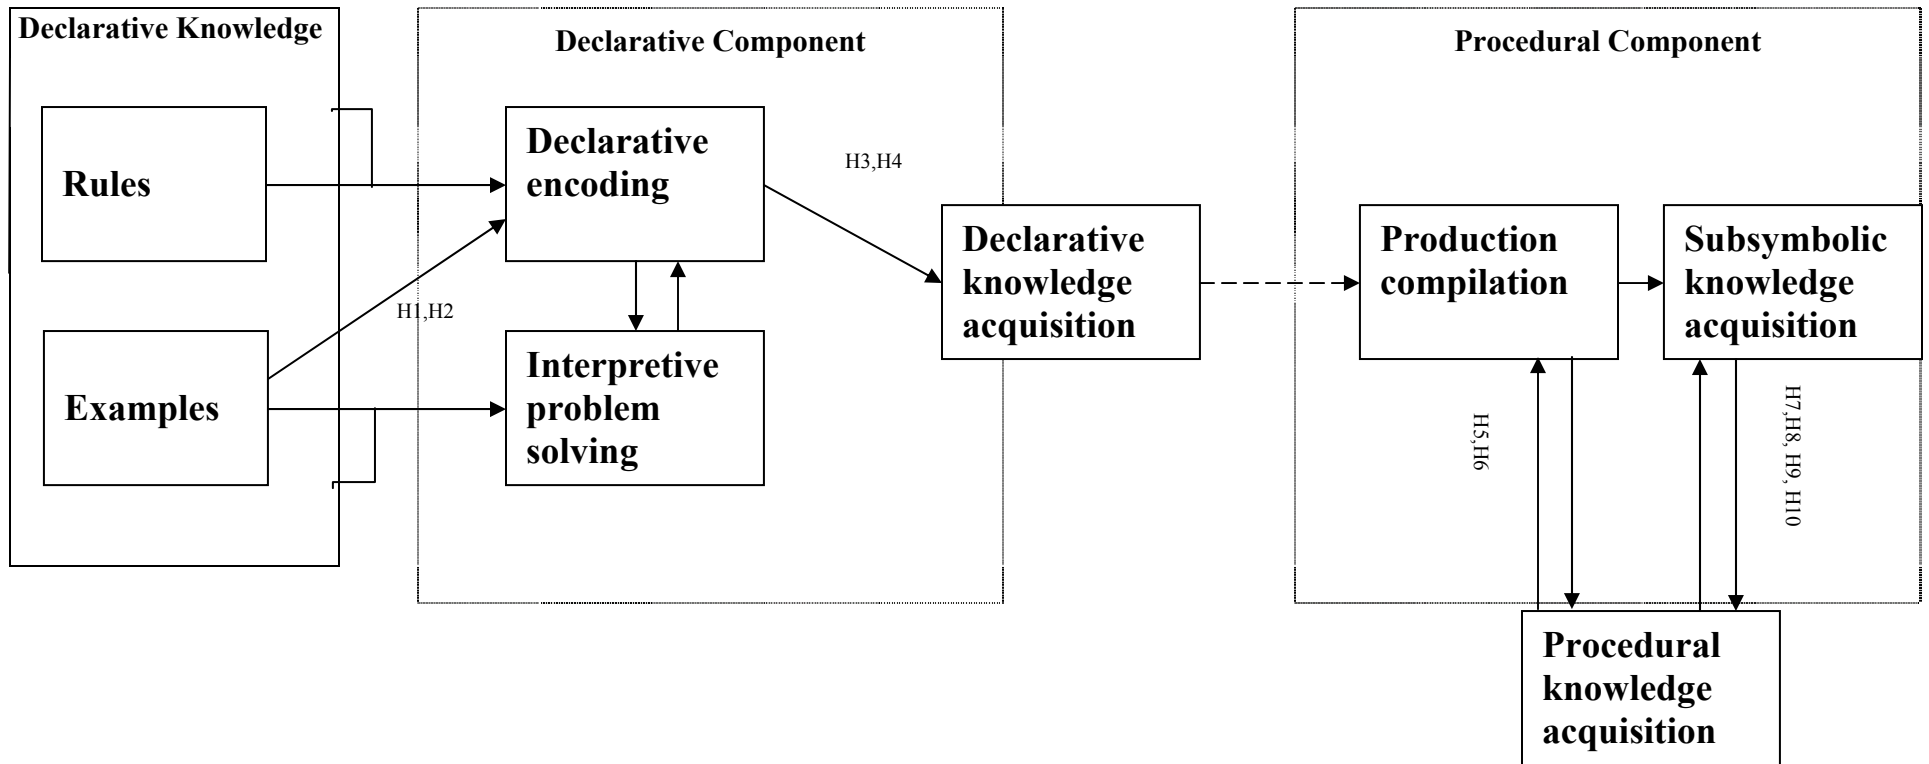 Declarative Knowledge
Declarative Component
Procedural Component
Rules
Declarative
encoding
H3,H4
Declarative
knowledge
acquisition
Production
compilation
Subsymbolic
knowledge
acquisition
H1,H2
Examples
Interpretive
problem
solving
H5,H6
H7,H8, H9, H10
Procedural
knowledge
acquisition